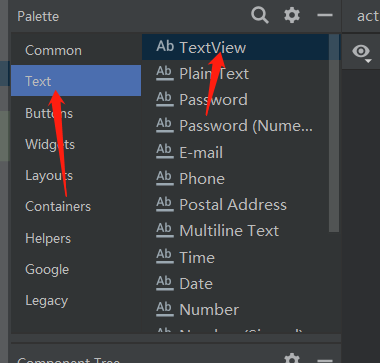 Palette
act
Common
Text
Buttons
Widgets
Layouts
Containers
Helpers
Google
Legacy
Ab TextView
Ab Plain Text
Ab Password
Ab Password (Nume...
Ab E-mail
Ab Phone
Ab Postal Address
Ab Multiline Text
Ab Time
Ab Date
Ab Number
Ab Number (Signed)
Component Tree